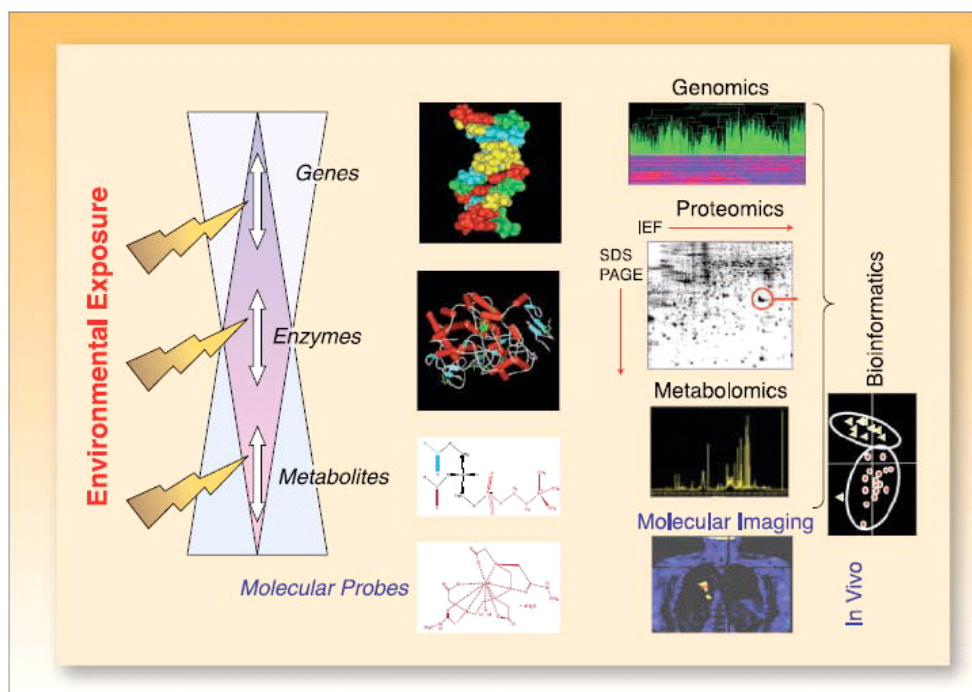 Environmental Exposure
Genes
Enzymes
Metabolites
Molecular Probes
Genomics
Proteomics
IEF
SDS
PAGE
Metabolomics
Molecular Imaging
Bioinformatics
In Vivo